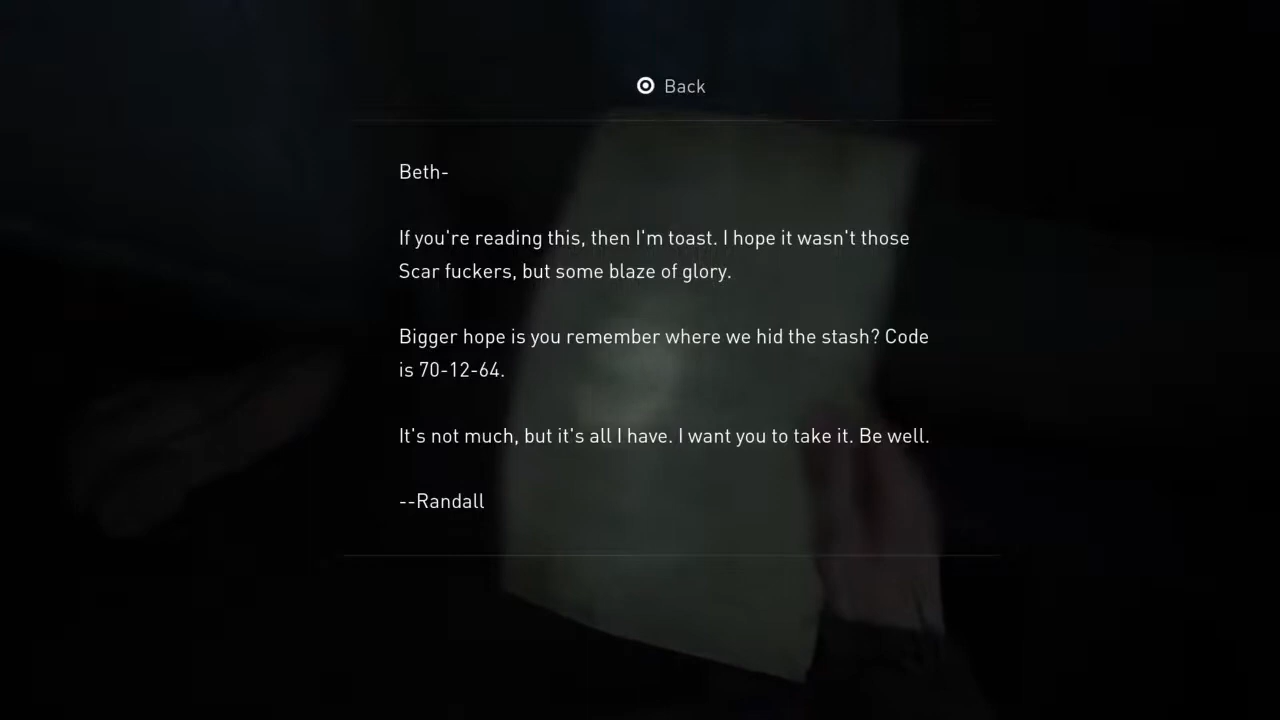 Back
Beth-
If you're reading this, then I'm toast. I hope it wasn't those
Scar fuckers, but some blaze of glory.
Bigger hope is you remember where we hid the stash? Code
is 70-12-64.
It's not much, but it's all I have. I want you to take it. Be well.
--Randall